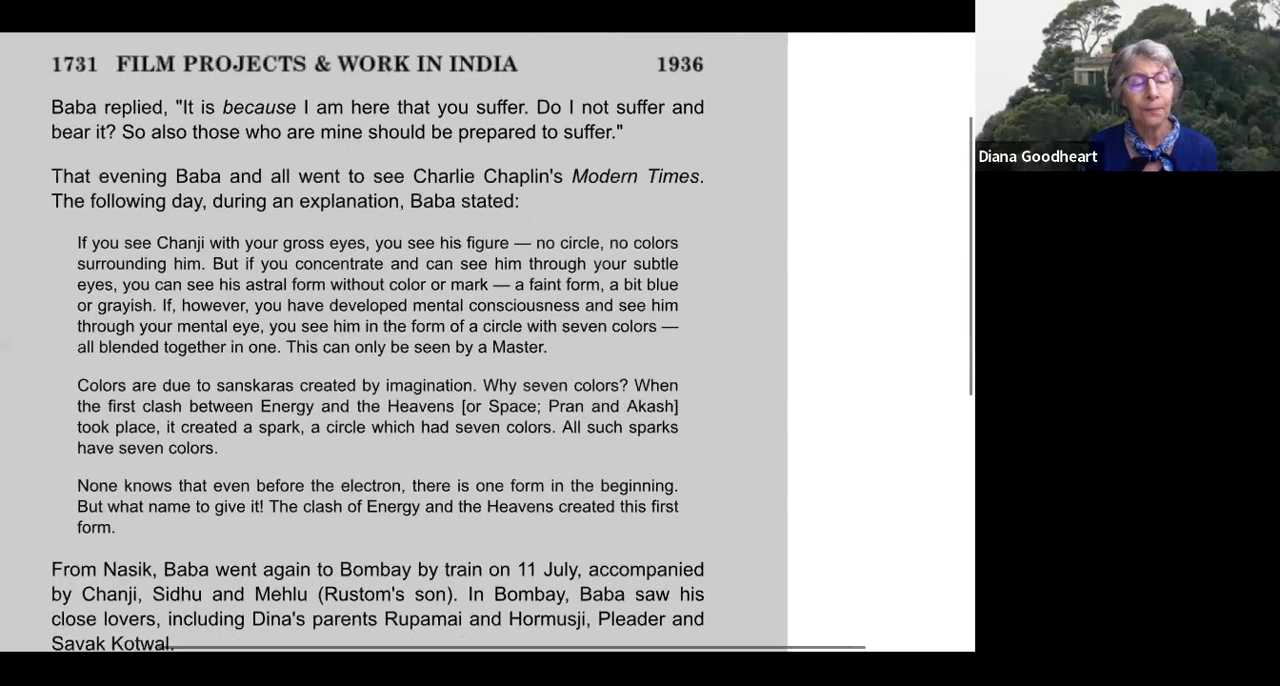 1731 FILM PROJECTS & WORK IN INDIA 1936
Baba replied, "It is because I am here that you suffer. Do I not suffer and
bear it? So also those who are mine should be prepared to suffer."
That evening Baba and all went to see Charlie Chaplin's Modern Times.
The following day, during an explanation, Baba stated:
If you see Chanji with your gross eyes, you see his figure — no circle, no colors
surrounding him. But if you concentrate and can see him through your subtle
eyes, you can see his astral form without color or mark — a faint form, a bit blue
or grayish. If, however, you have developed mental consciousness and see him
through your mental eye, you see him in the form of a circle with seven colors —
all blended together in one. This can only be seen by a Master.
Colors are due to sanskaras created by imagination. Why seven colors? When
the first clash between Energy and the Heavens [or Space; Pran and Akash]
took place, it created a spark, a circle which had seven colors. All such sparks
have seven colors.
None knows that even before the electron, there is one form in the beginning.
But what name to give it! The clash of Energy and the Heavens created this first
form.
From Nasik, Baba went again to Bombay by train on 11 July, accompanied
by Chanji, Sidhu and Mehlu (Rustom's son). In Bombay, Baba saw his
close lovers, including Dina's parents Rupamai and Hormusji, Pleader and
Savak Kotwal.
Diana Goodheart